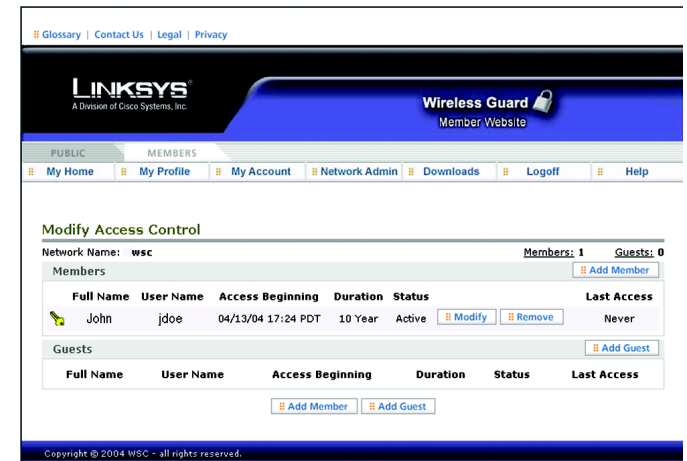 Glossary | Contact Us | Legal | Privacy
LINKSYS®
A Division of Cisco Systems, Inc.
Wireless Guard
Member Website
PUBLIC MEMBERS
My Home My Profile My Account Network Admin Downloads Logoff Help
Modify Access Control
Network Name: wsc Members: 1 Guests: 0
Members Add Member
Full Name User Name Access Beginning Duration Status Last Access
John jdoe 04/13/04 17:24 PDT 10 Year Active Modify Remove Never
Guests Add Guest
Full Name User Name Access Beginning Duration Status Last Access
Add Member Add Guest
Copyright © 2004 WSC - all rights reserved.